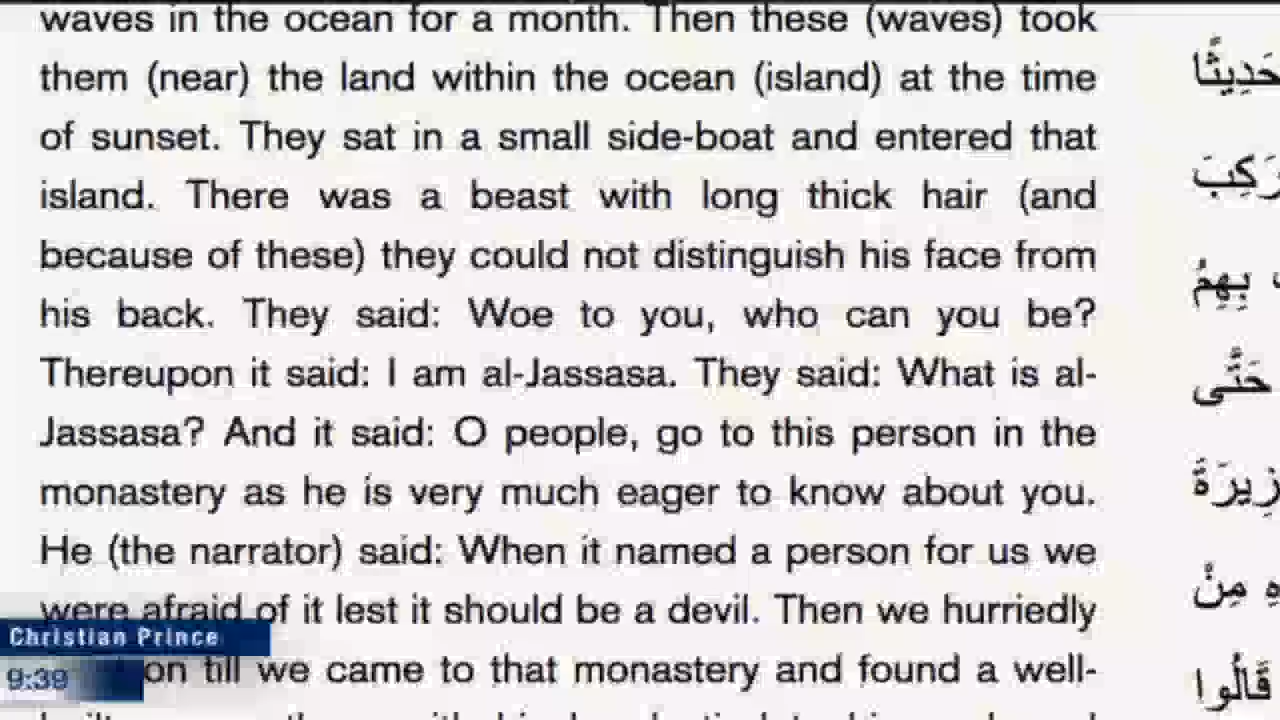 waves in the ocean for a month. Then these (waves) took
them (near) the land within the ocean (island) at the time
of sunset. They sat in a small side-boat and entered that
island. There was a beast with long thick hair (and
because of these) they could not distinguish his face from
his back. They said: Woe to you, who can you be?
Thereupon it said: I am al-Jassasa. They said: What is al-
Jassasa? And it said: O people, go to this person in the
monastery as he is very much eager to know about you.
He (the narrator) said: When it named a person for us we
were afraid of it lest it should be a devil. Then we hurriedly
on till we came to that monastery and found a well-
حَدِيثًا
بِهِمُ
حَتَّى
مِنْ
قَالُوا
Christian Prince
9:39